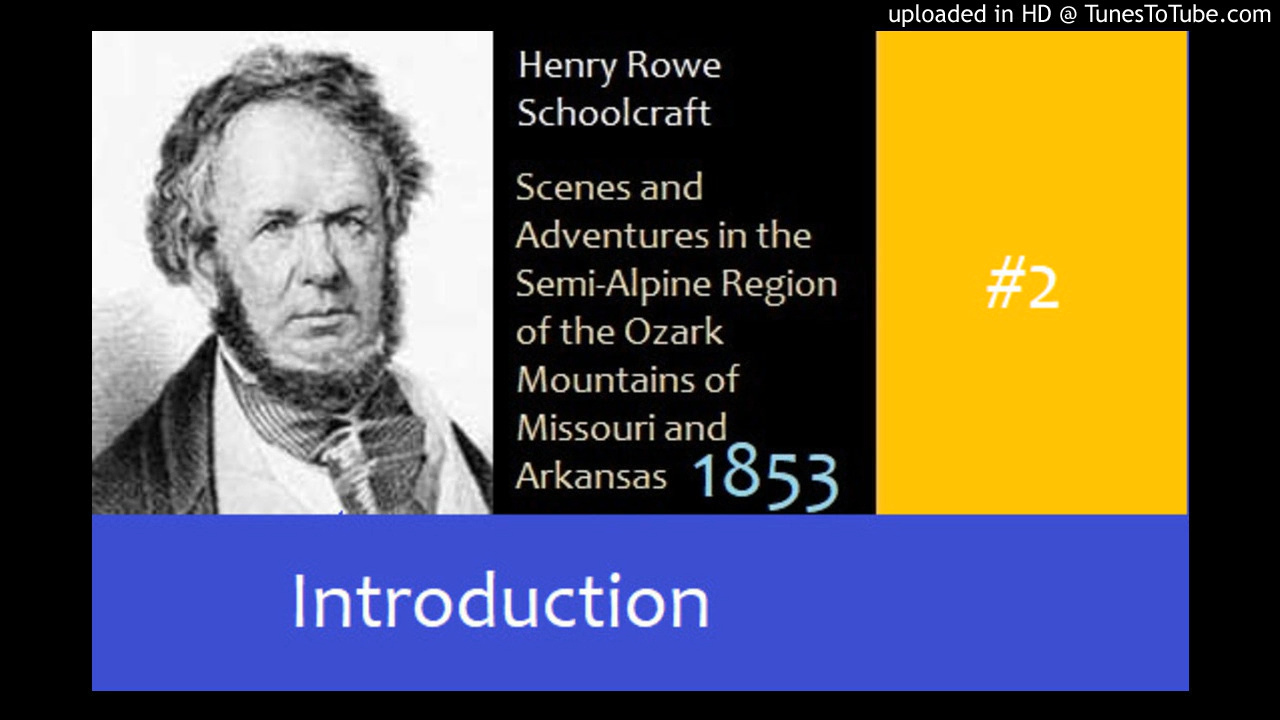 uploaded in HD @ TunesToTube.com
Henry Rowe
Schoolcraft
Scenes and
Adventures in the
Semi-Alpine Region
of the Ozark
Mountains of
Missouri and
Arkansas 1853
#2
Introduction